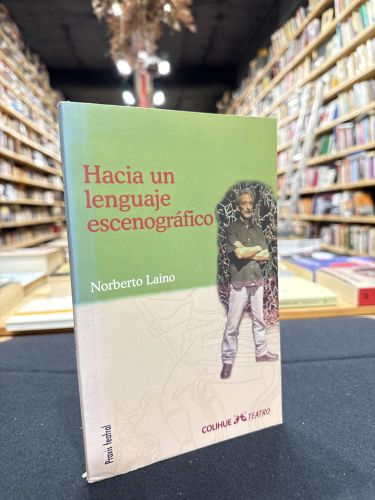 Hacia un
lenguaje
escenográfico
Norberto Laino
COLIHUE TEATRO
Praxis teatral